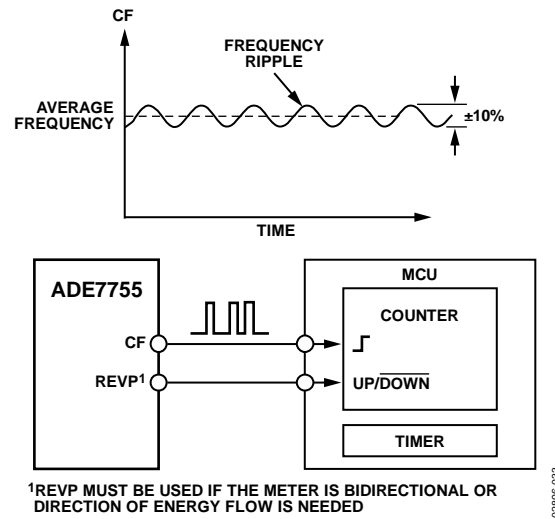 CF
FREQUENCY
RIPPLE
AVERAGE
FREQUENCY
±10%
TIME
ADE7755
MCU
COUNTER
CF
REVP1
UP/DOWN
TIMER
1REVP MUST BE USED IF THE METER IS BIDIRECTIONAL OR
DIRECTION OF ENERGY FLOW IS NEEDED